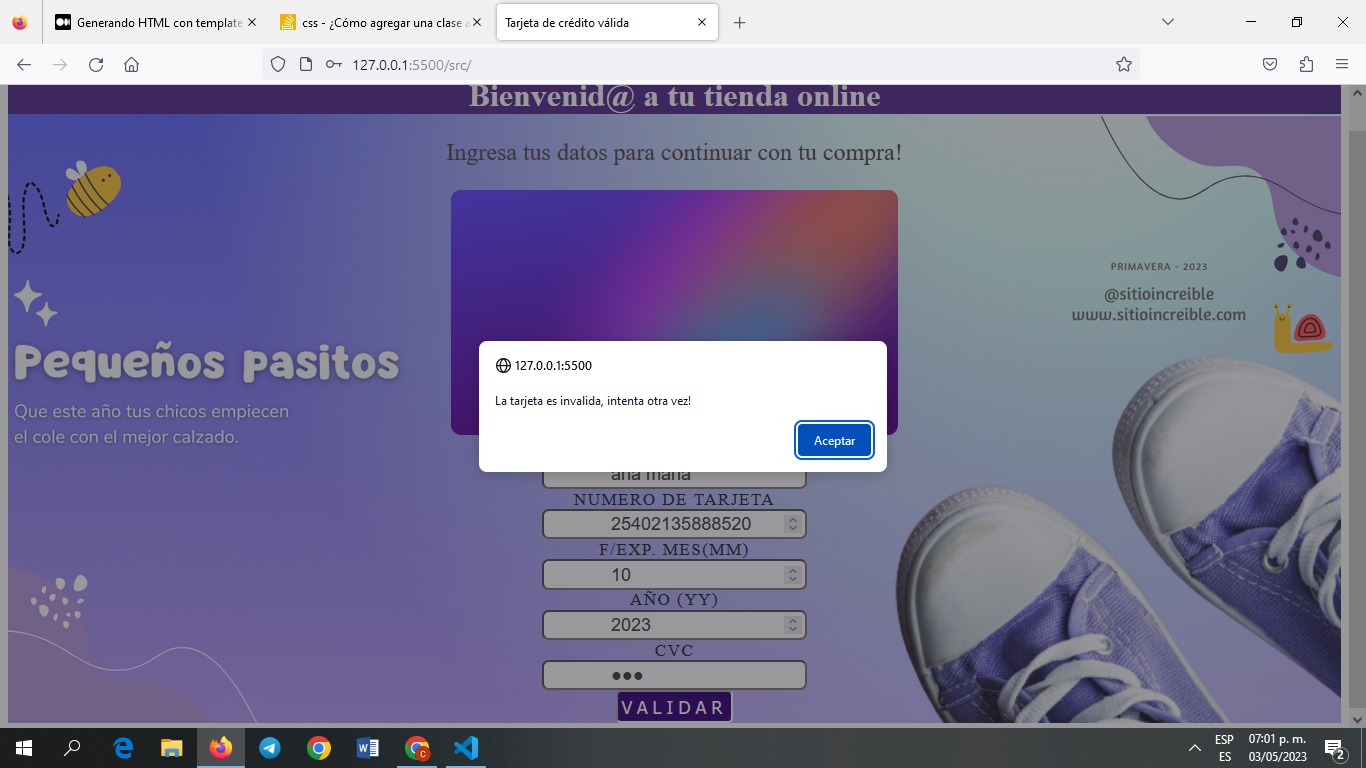 Generando HTML con template
css - ¿Cómo agregar una clase a
Tarjeta de crédito válida
127.0.0.1:5500/src/
Bienvenid@ a tu tienda online
Ingresa tus datos para continuar con tu compra!
PRIMAVERA - 2023
@sitioincreible
www.sitioincreible.com
Pequeños pasitos
Que este año tus chicos empiecen
el cole con el mejor calzado.
127.0.0.1:5500
La tarjeta es invalida, intenta otra vez!
Aceptar
ana maria
NUMERO DE TARJETA
25402135888520
F/EXP. MES(MM)
10
AÑO (YY)
2023
CVC
●●●
VALIDAR
ESP
ES
07:01 p. m.
03/05/2023
2